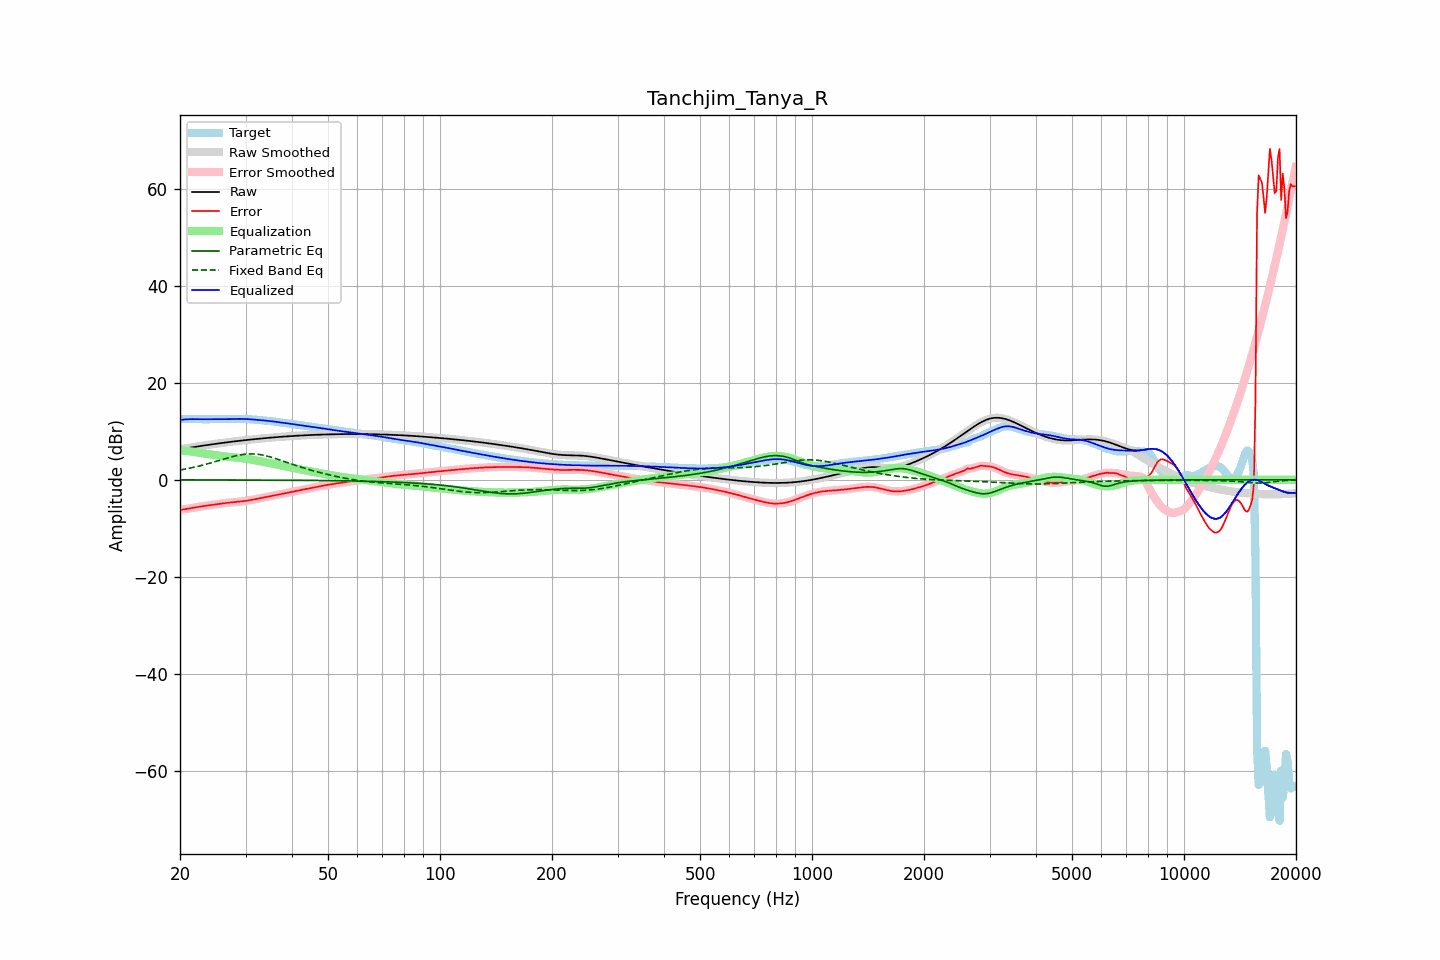 Tanchjim_Tanya_R
Target
Raw Smoothed
Error Smoothed
Raw
Error
Equalization
Parametric Eq
Fixed Band Eq
Equalized
60
40
20
0
−20
−40
−60
Amplitude (dBr)
20
50
100
200
500
1000
2000
5000
10000
20000
Frequency (Hz)